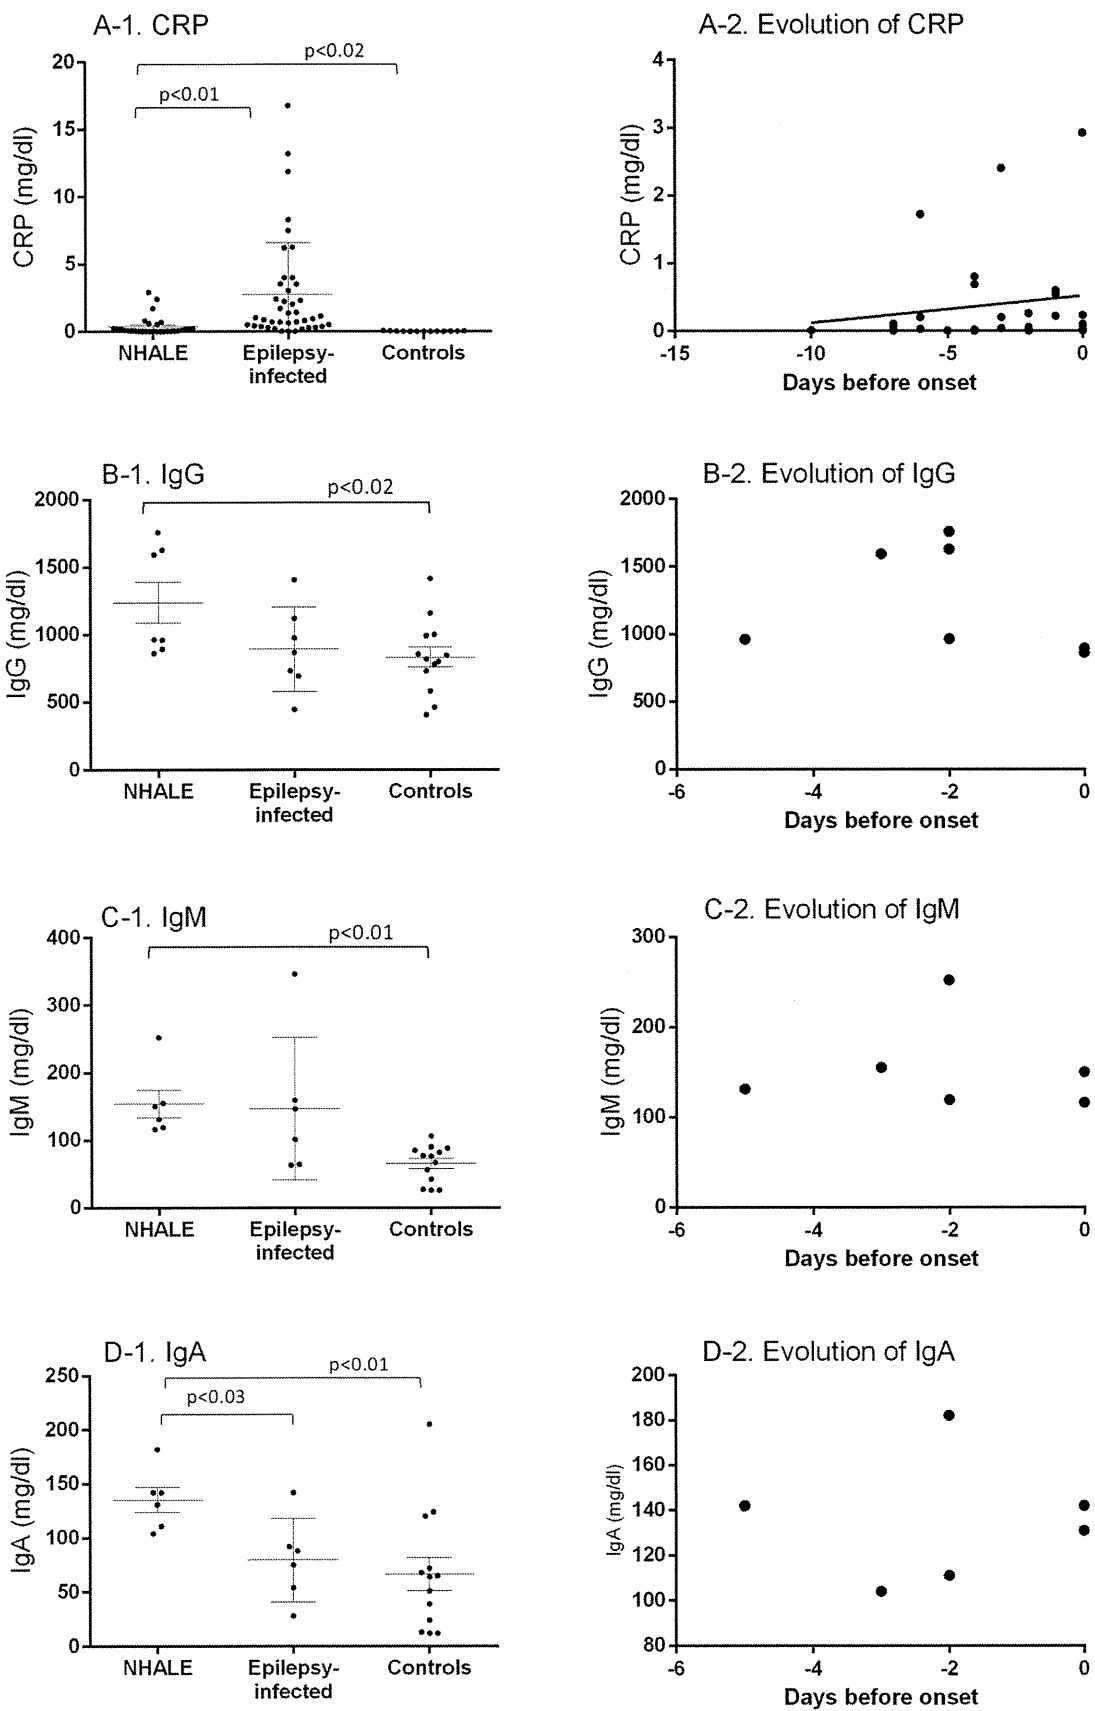 A-1. CRP
p<0.02
p<0.01
20
15
10
5
0
CRP (mg/dl)
NHALE
Epilepsy-
infected
Controls
A-2. Evolution of CRP
4
3
2
1
0
CRP (mg/dl)
-15
-10
-5
0
Days before onset
B-1. IgG
p<0.02
2000
1500
1000
500
0
IgG (mg/dl)
NHALE
Epilepsy-
infected
Controls
B-2. Evolution of IgG
2000
1500
1000
500
0
IgG (mg/dl)
-6
-4
-2
0
Days before onset
C-1. IgM
p<0.01
400
300
200
100
0
IgM (mg/dl)
NHALE
Epilepsy-
infected
Controls
C-2. Evolution of IgM
300
200
100
0
IgM (mg/dl)
-6
-4
-2
0
Days before onset
D-1. IgA
p<0.01
p<0.03
250
200
150
100
50
0
IgA (mg/dl)
NHALE
Epilepsy-
infected
Controls
D-2. Evolution of IgA
200
180
160
140
120
100
80
IgA (mg/dl)
-6
-4
-2
0
Days before onset